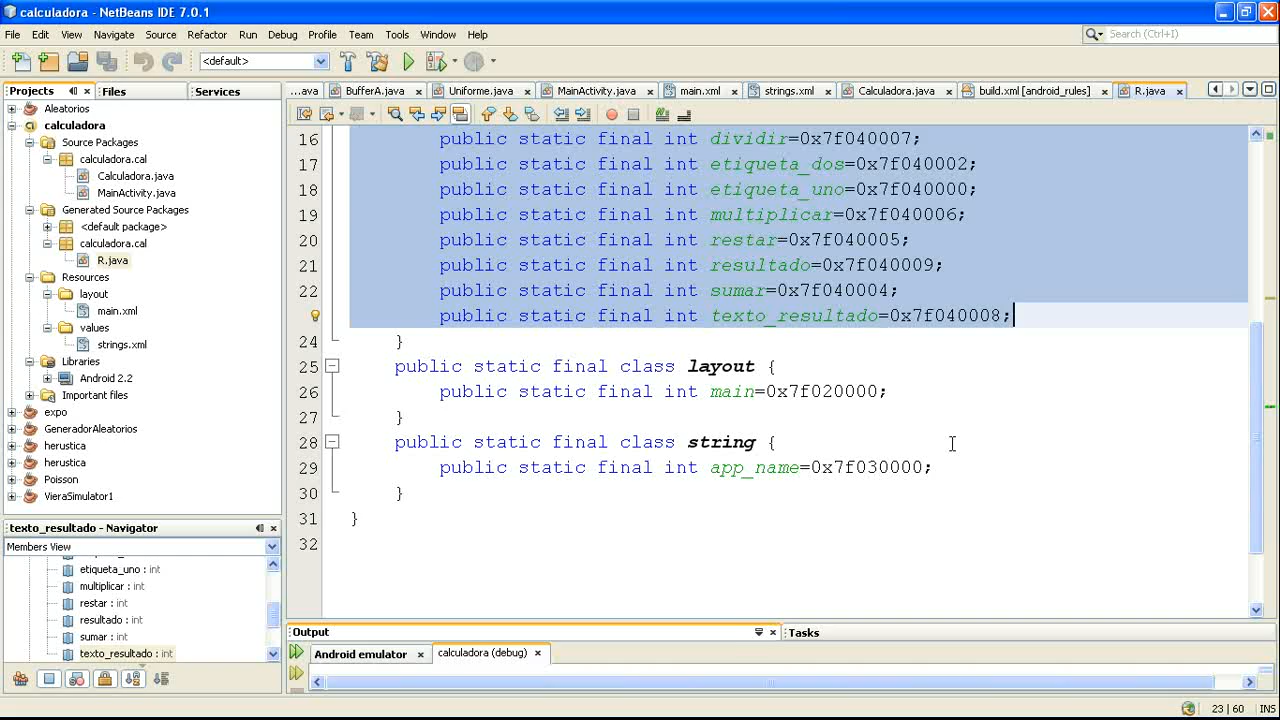 calculadora - NetBeans IDE 7.0.1
File Edit View Navigate Source Refactor Run Debug Profile Team Tools Window Help
Search (Ctrl+I)
<default>
Projects Files Services
...ava BufferA.java Uniforme.java MainActivity.java main.xml strings.xml Calculadora.java build.xml [android_rules] R.java
Aleatorios
calculadora
Source Packages
calculadora.cal
Calculadora.java
MainActivity.java
Generated Source Packages
<default package>
calculadora.cal
R.java
Resources
layout
main.xml
values
strings.xml
Libraries
Android 2.2
Important files
expo
GeneradorAleatorios
herustica
herustica
Poisson
VieraSimulator1
texto_resultado - Navigator
Members View
etiqueta_uno : int
multiplicar : int
restar : int
resultado : int
sumar : int
texto_resultado : int
16 public static final int dividir=0x7f040007;
17 public static final int etiqueta_dos=0x7f040002;
18 public static final int etiqueta_uno=0x7f040000;
19 public static final int multiplicar=0x7f040006;
20 public static final int restar=0x7f040005;
21 public static final int resultado=0x7f040009;
22 public static final int sumar=0x7f040004;
public static final int texto_resultado=0x7f040008;
24 }
25 public static final class layout {
26 public static final int main=0x7f020000;
27 }
28 public static final class string {
29 public static final int app_name=0x7f030000;
30 }
31 }
32
Output Tasks
Android emulator calculadora (debug)
23 | 60 INS